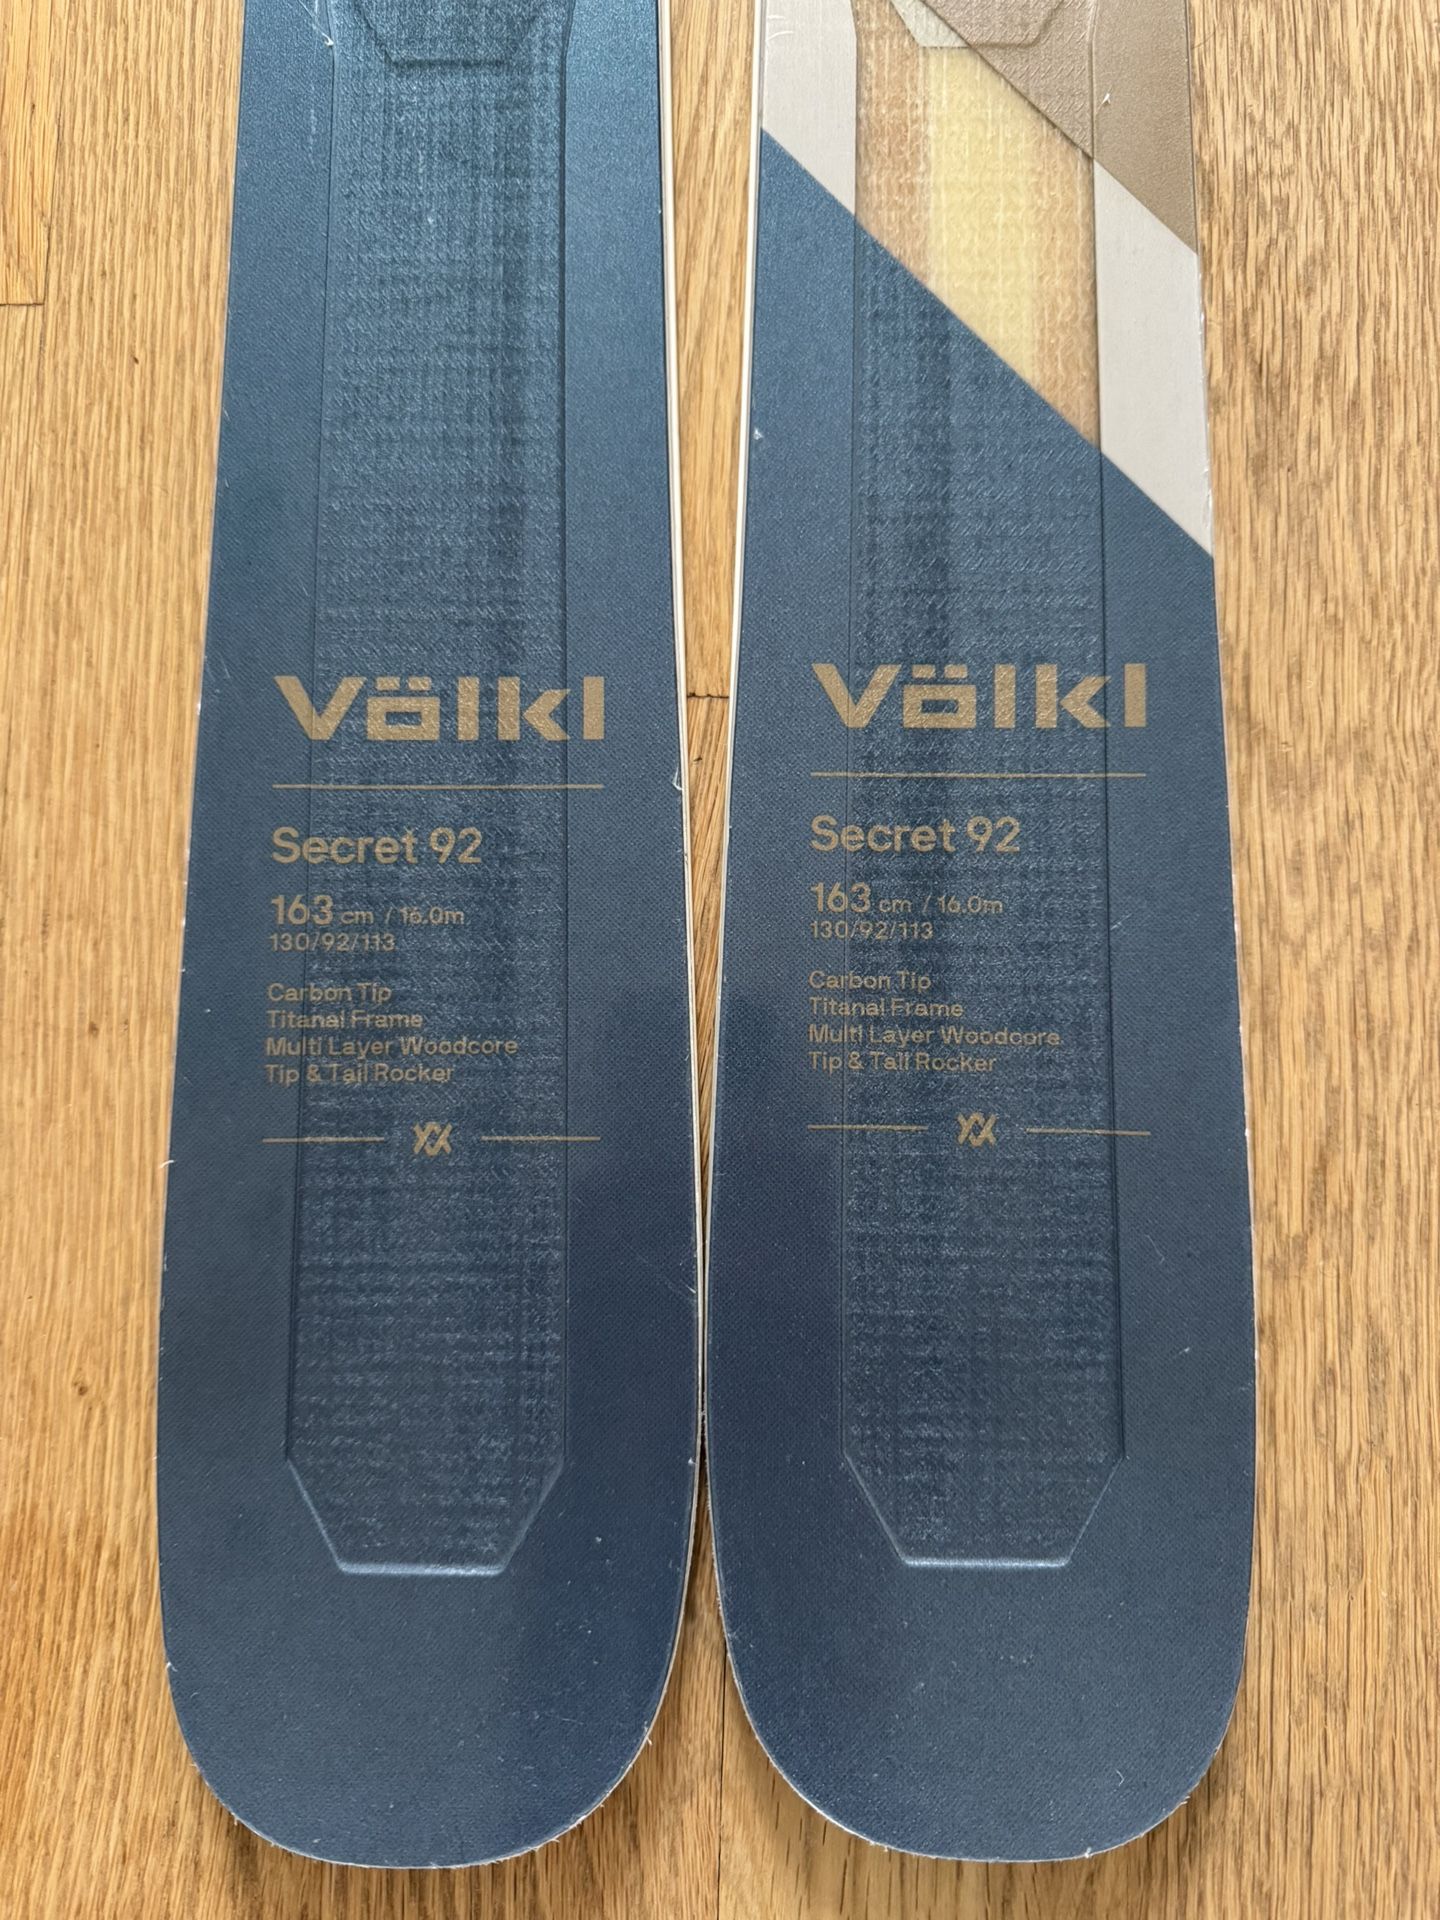 Völkl
Secret 92
163 cm / 16.0m
130/92/113
Carbon Tip
Titanal Frame
Multi Layer Woodcore
Tip & Tail Rocker
Völkl
Secret 92
163 cm / 16.0m
130/92/113
Carbon Tip
Titanal Frame
Multi Layer Woodcore
Tip & Tail Rocker